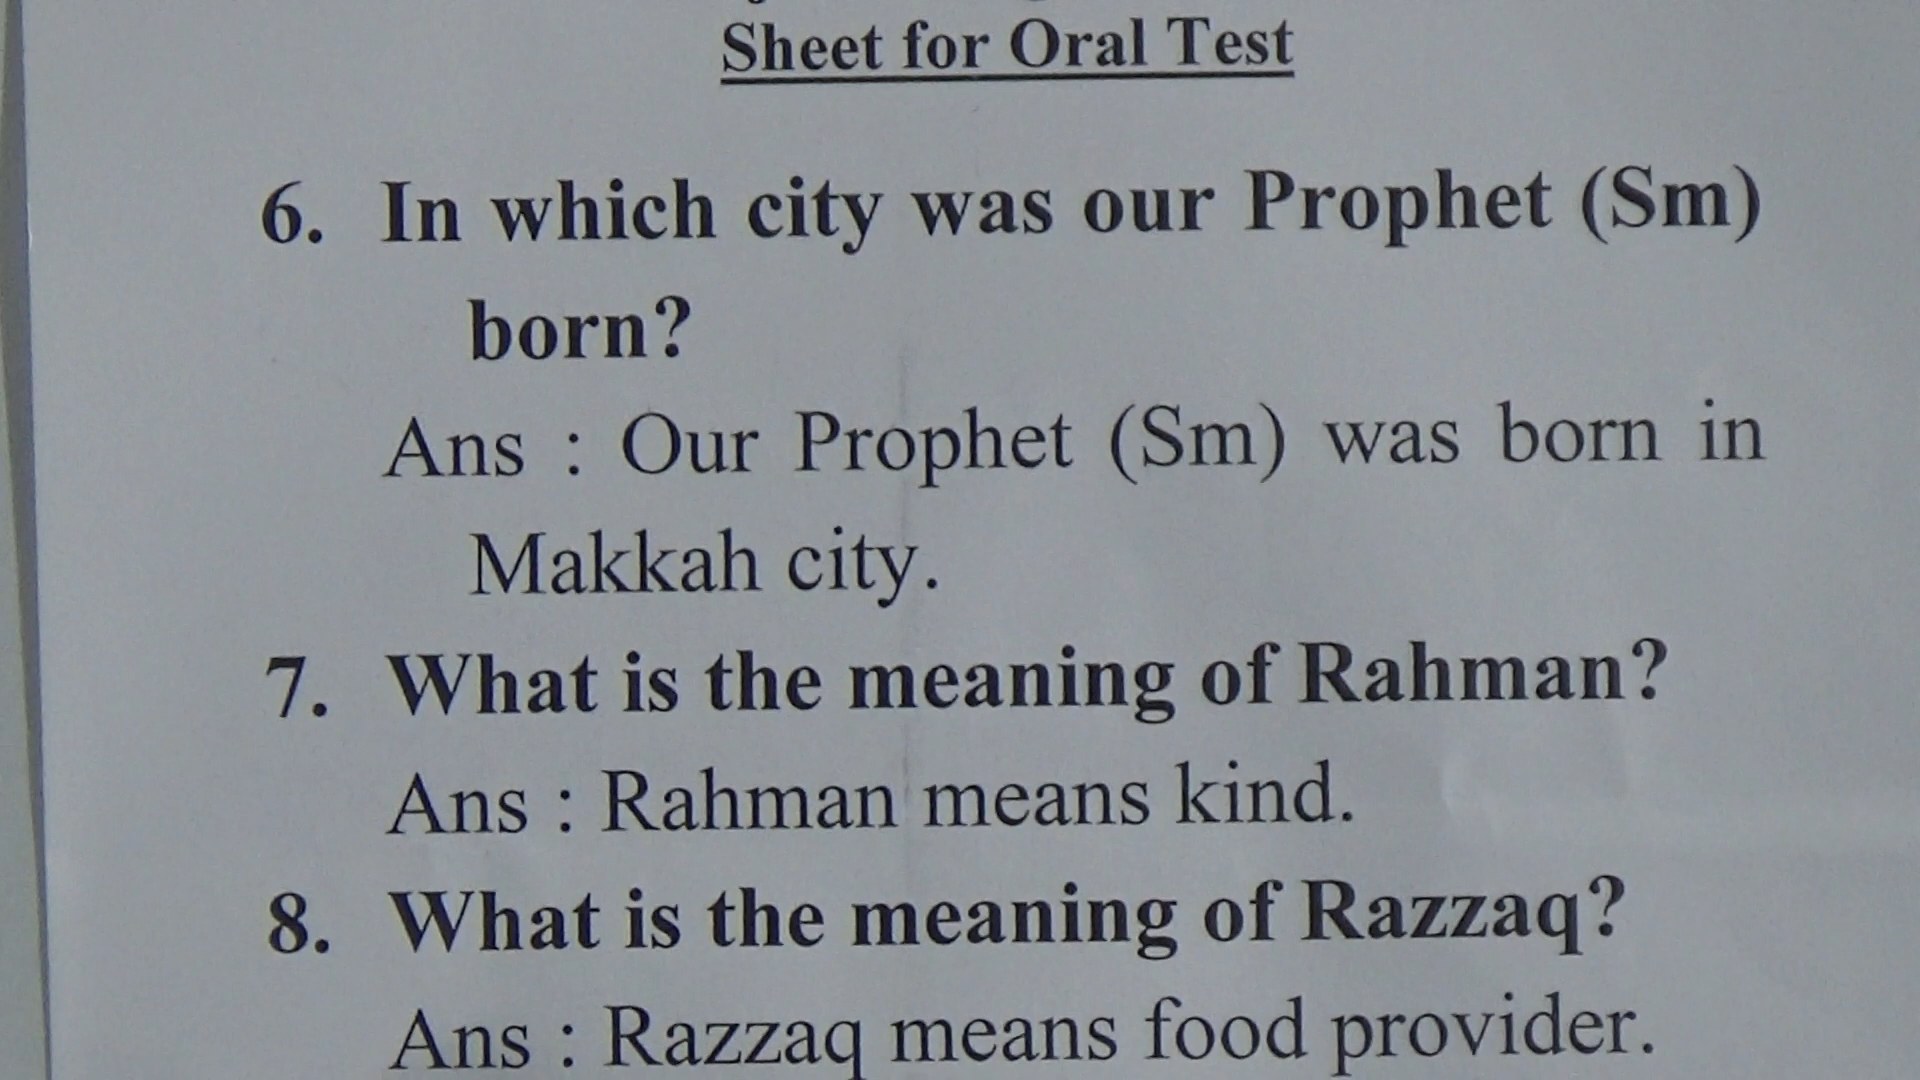 Sheet for Oral Test
6. In which city was our Prophet (Sm)
born?
Ans : Our Prophet (Sm) was born in
Makkah city.
7. What is the meaning of Rahman?
Ans : Rahman means kind.
8. What is the meaning of Razzaq?
Ans : Razzaq means food provider.